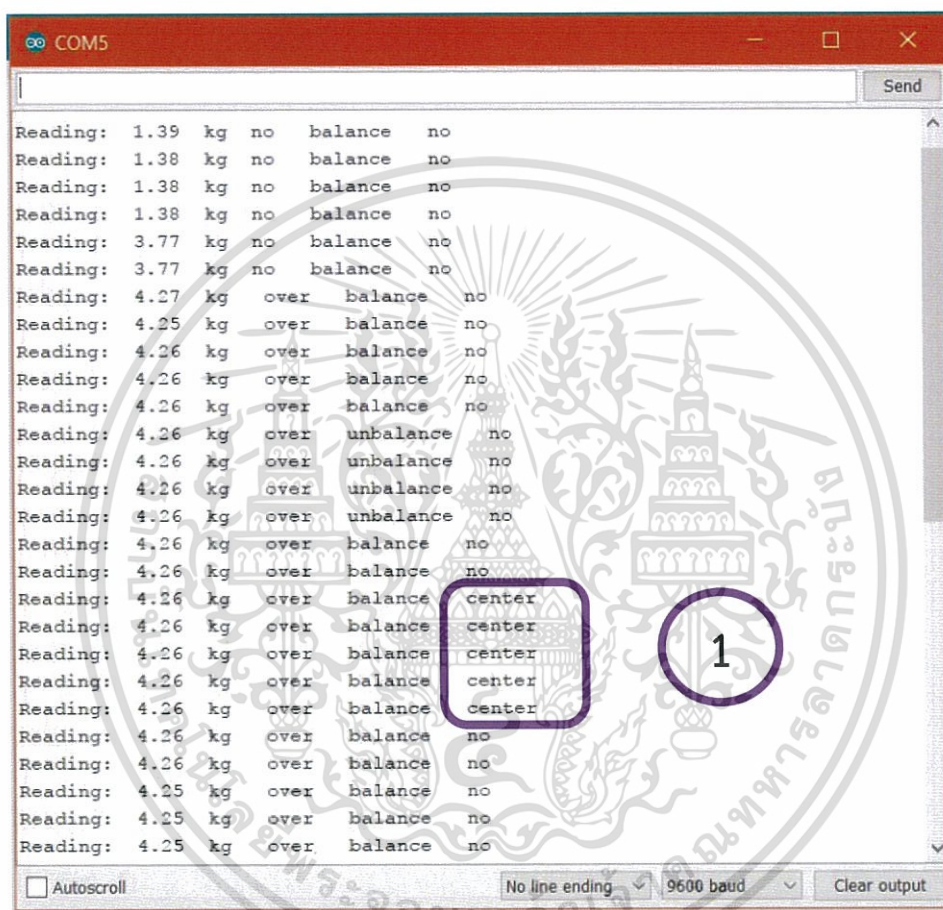 COM5
Send
Reading: 1.39 kg no balance no
Reading: 1.38 kg no balance no
Reading: 1.38 kg no balance no
Reading: 1.38 kg no balance no
Reading: 3.77 kg no balance no
Reading: 3.77 kg no balance no
Reading: 4.27 kg over balance no
Reading: 4.25 kg over balance no
Reading: 4.26 kg over balance no
Reading: 4.26 kg over balance no
Reading: 4.26 kg over balance no
Reading: 4.26 kg over unbalance no
Reading: 4.26 kg over unbalance no
Reading: 4.26 kg over unbalance no
Reading: 4.26 kg over unbalance no
Reading: 4.26 kg over balance no
Reading: 4.26 kg over balance no
Reading: 4.26 kg over balance center
Reading: 4.26 kg over balance center
Reading: 4.26 kg over balance center
Reading: 4.26 kg over balance center
Reading: 4.26 kg over balance center
Reading: 4.26 kg over balance no
Reading: 4.26 kg over balance no
Reading: 4.25 kg over balance no
Reading: 4.25 kg over balance no
Reading: 4.25 kg over balance no
1
Autoscroll No line ending 9600 baud Clear output